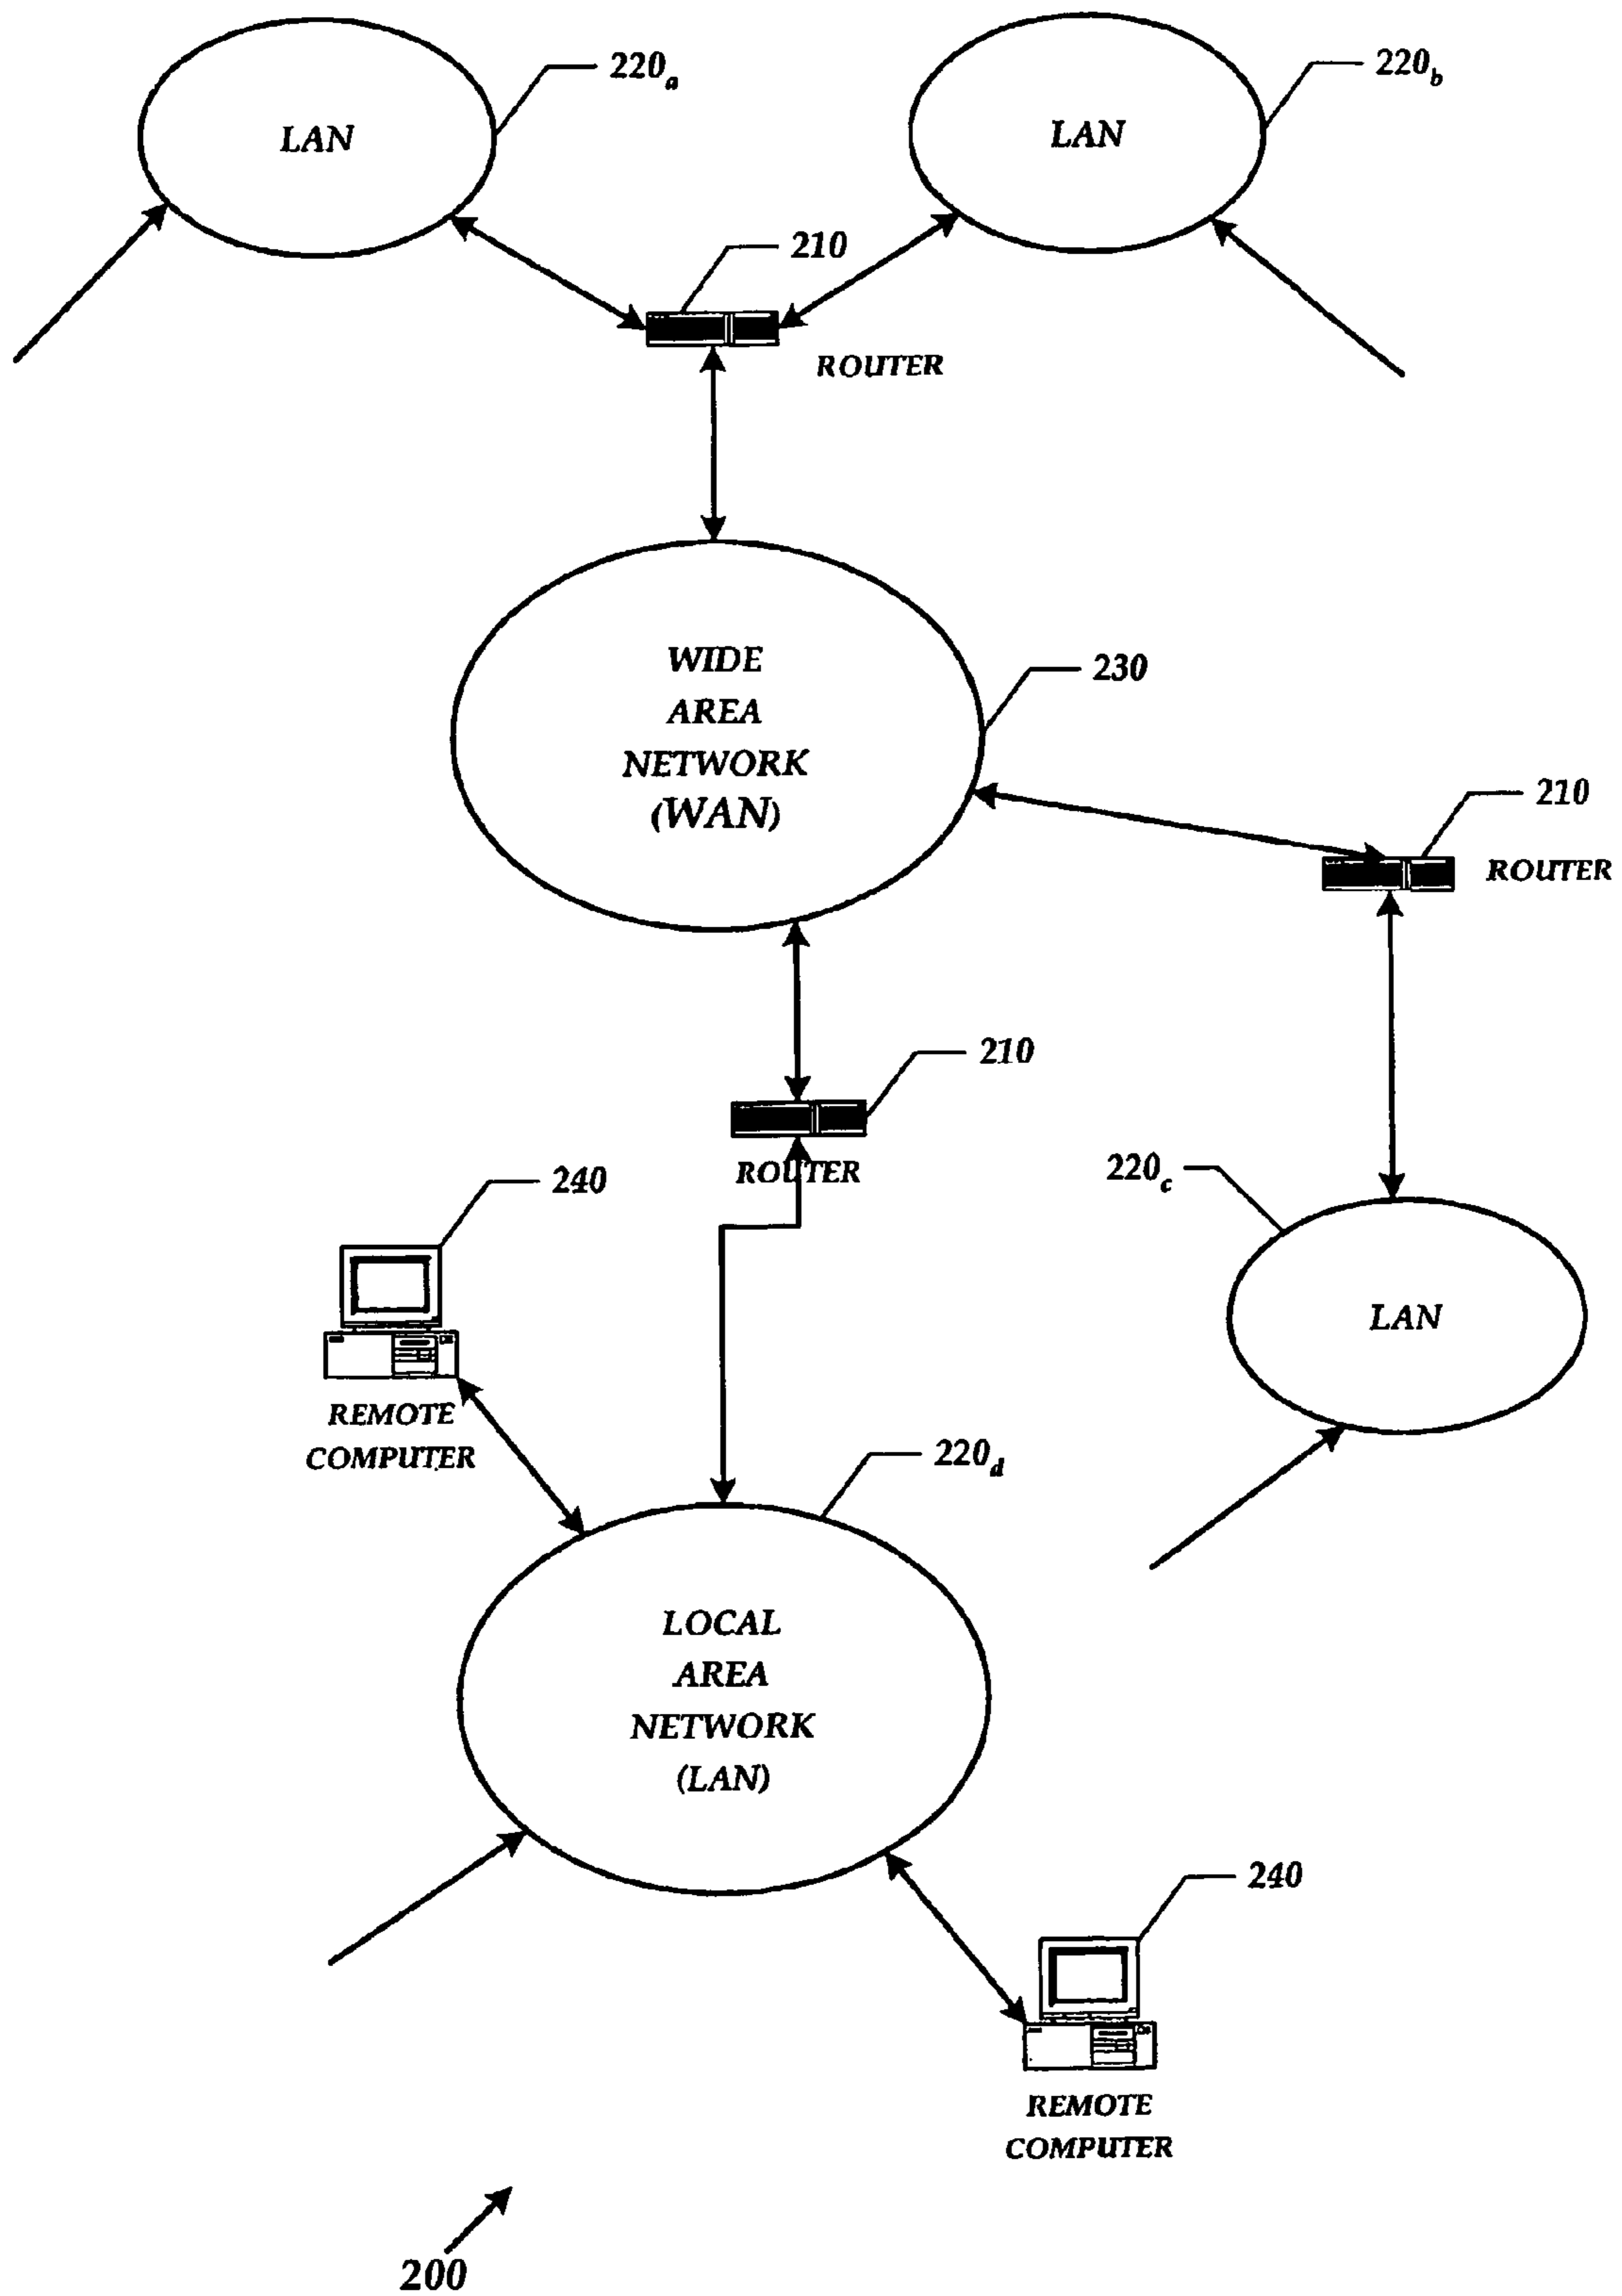 220a
220b
LAN
LAN
210
ROUTER
WIDE
AREA
NETWORK
(WAN)
230
210
ROUTER
210
ROUTER
240
220c
REMOTE
COMPUTER
LAN
220d
LOCAL
AREA
NETWORK
(LAN)
240
REMOTE
COMPUTER
200